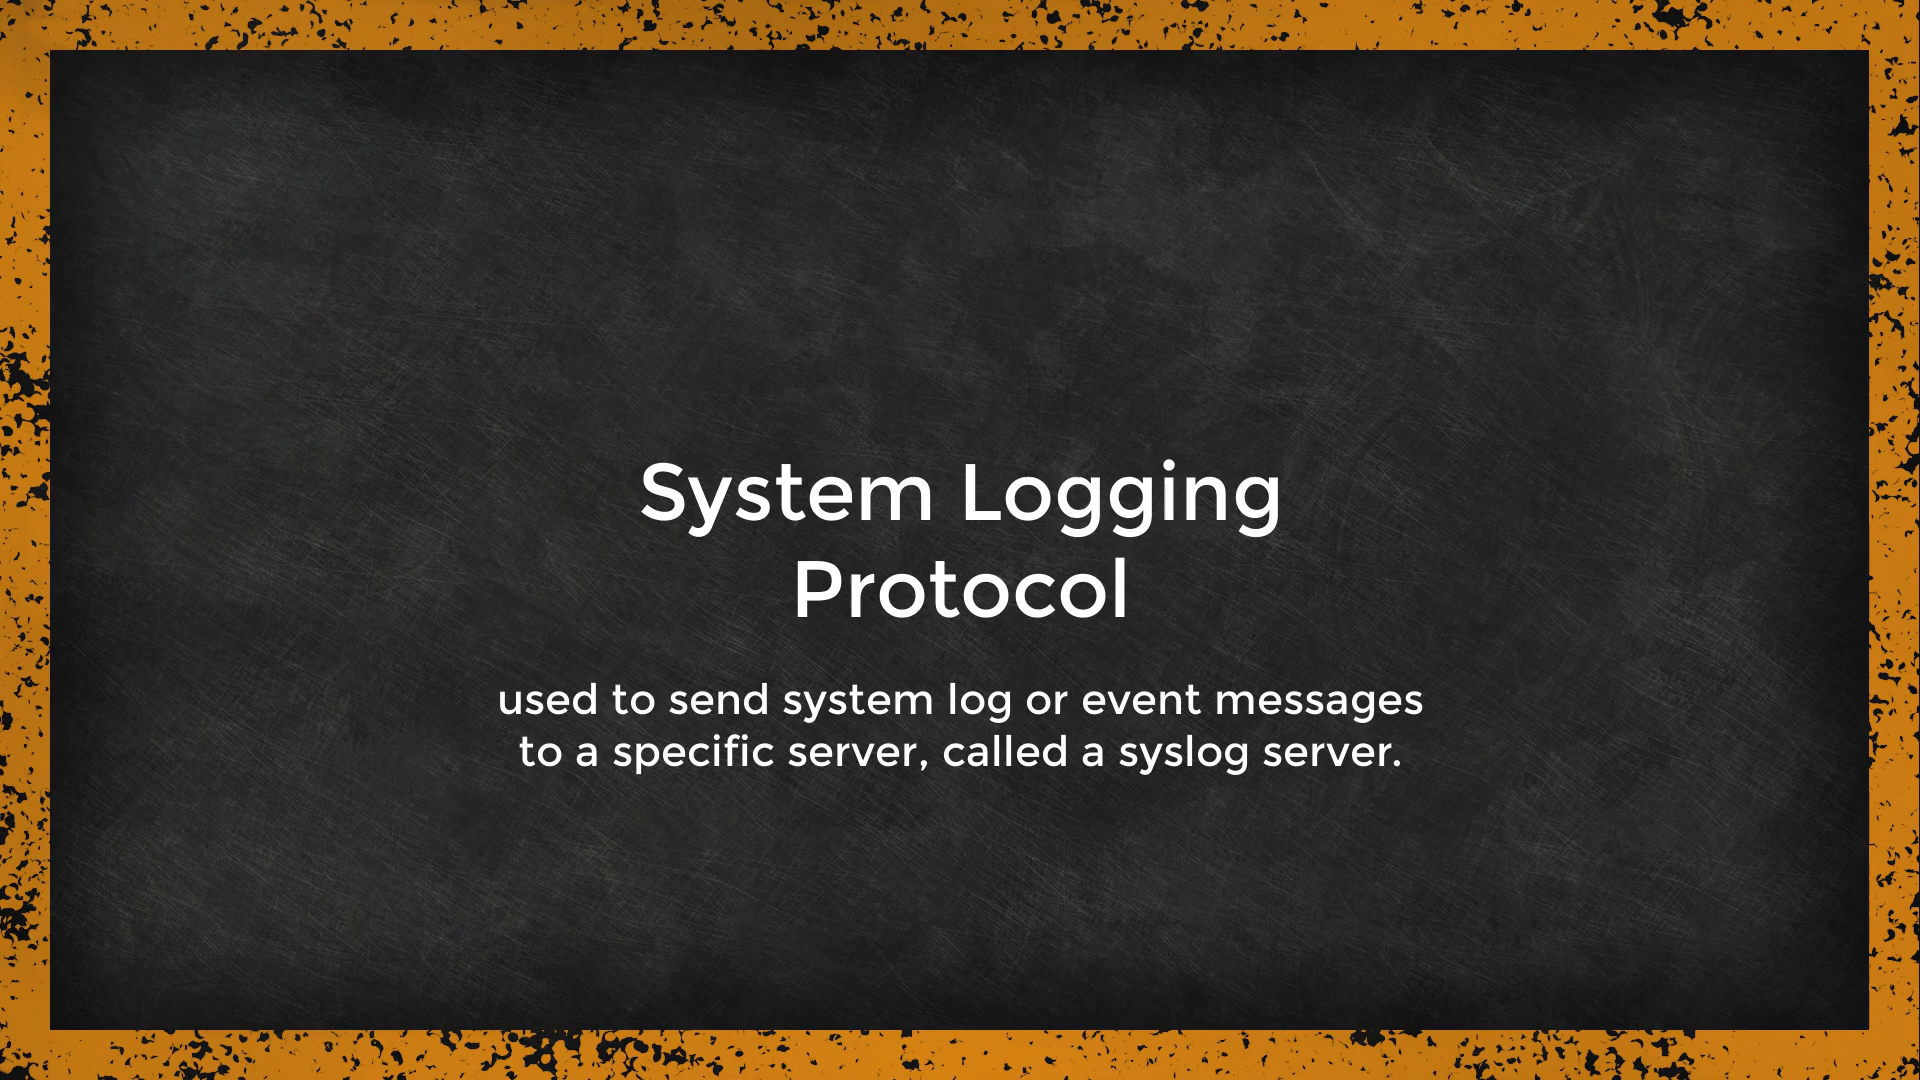 System Logging
Protocol
used to send system log or event messages
to a specific server, called a syslog server.